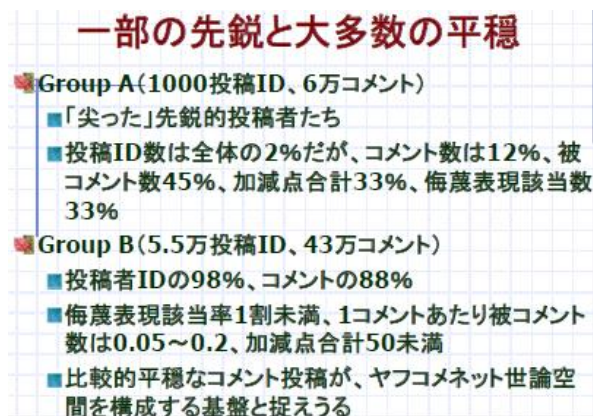 一部の先鋭と大多数の平穏
Group A(1000投稿ID、6万コメント)
「尖った」先鋭的投稿者たち
投稿ID数は全体の2%だが、コメント数は12%、被
コメント数45%、加減点合計33%、侮蔑表現該当数
33%
Group B(5.5万投稿ID、43万コメント)
投稿者IDの98%、コメントの88%
侮蔑表現該当率1割未満、1コメントあたり被コメント
数は0.05~0.2、加減点合計50未満
比較的平穏なコメント投稿が、ヤフコメネット世論空
間を構成する基盤と捉えうる